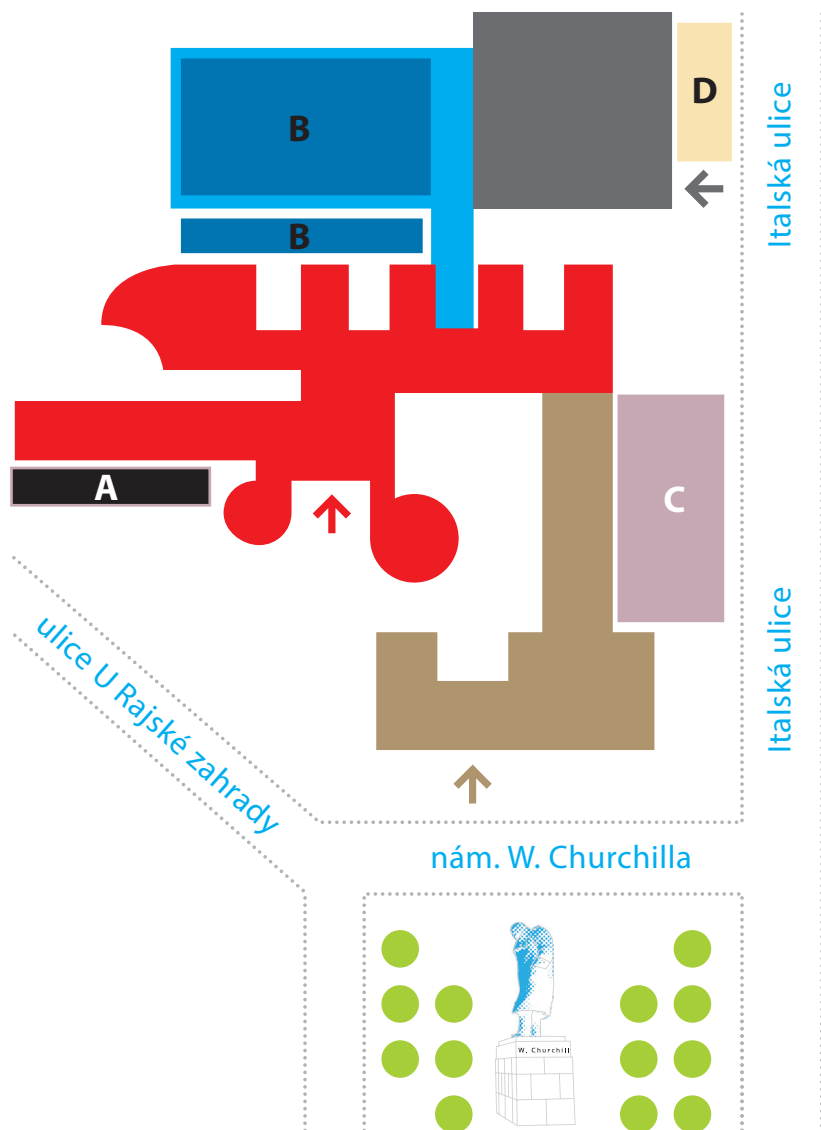 D
B
Italská ulice
B
A
C
Italská ulice
ulice U Rajské zahrady
nám. W. Churchilla
W. Churchill